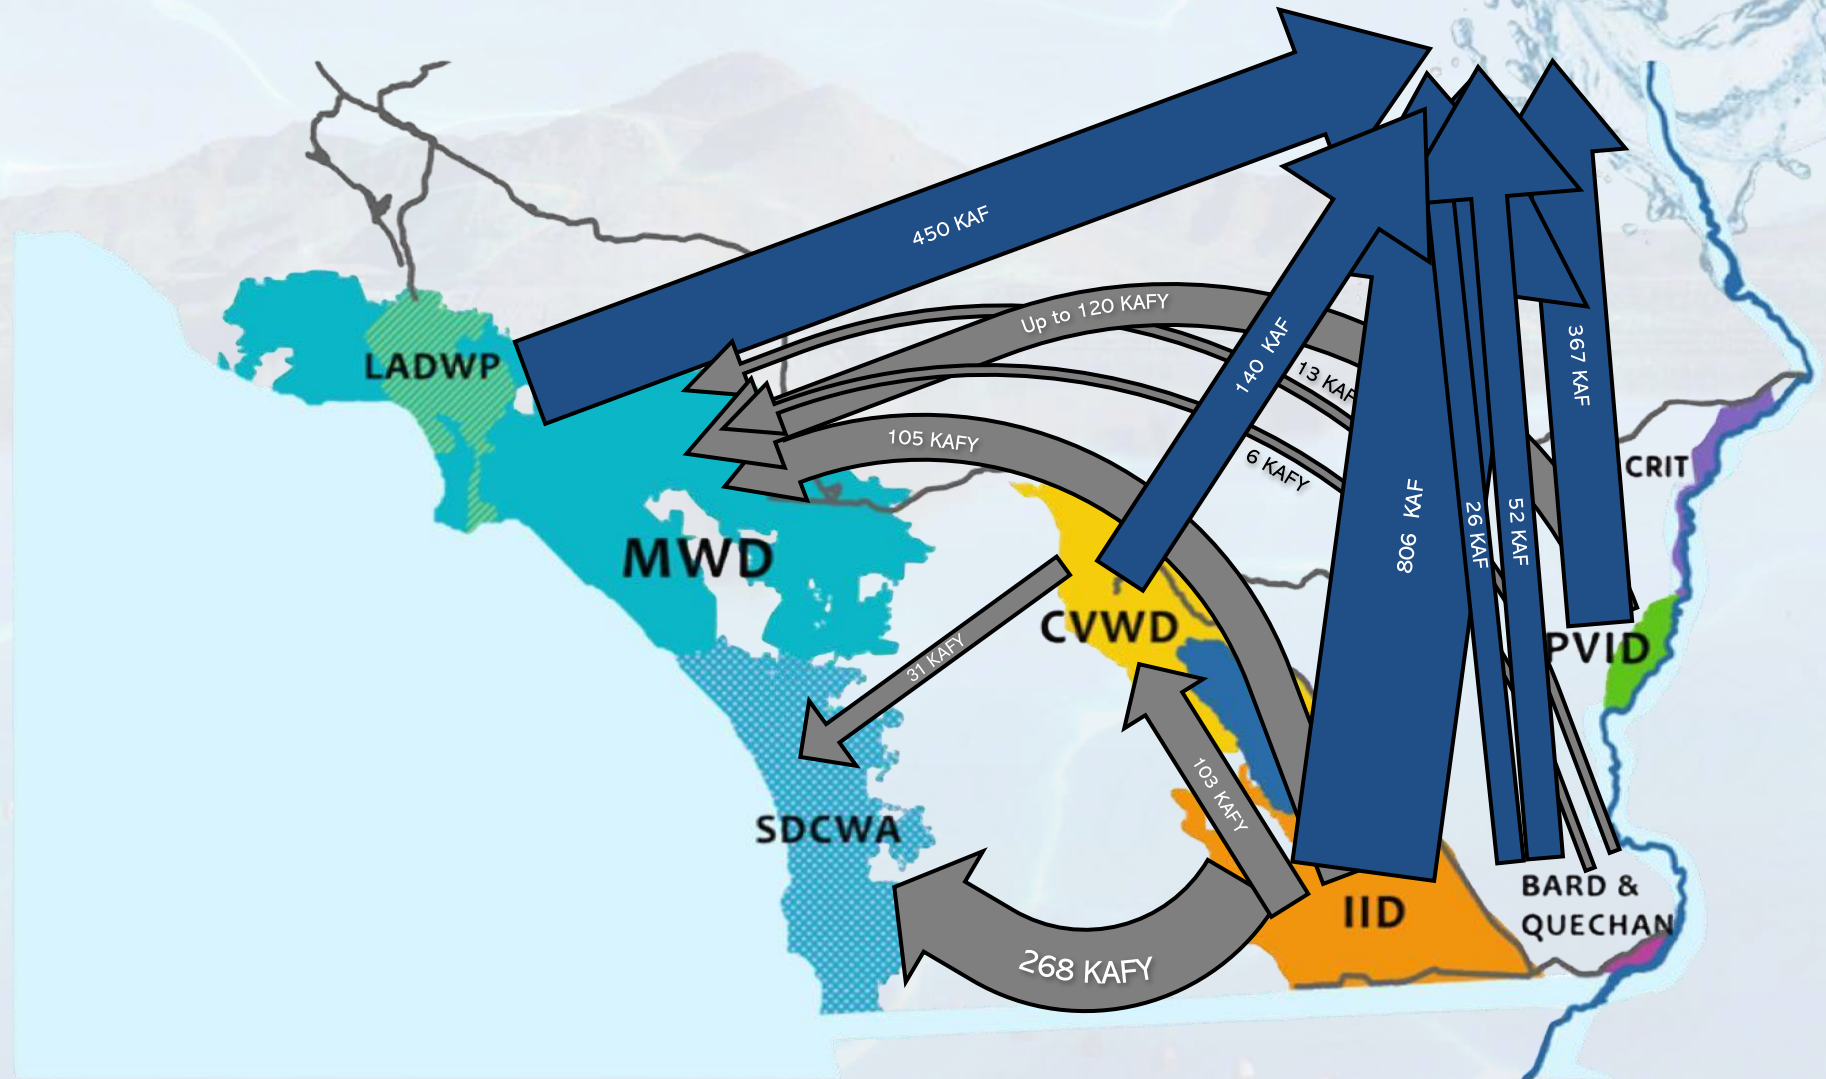 450 KAF
Up to 120 KAFY
140 KAF
13 KAF
367 KAF
LADWP
105 KAFY
6 KAFY
CRIT
806 KAF
26 KAF
52 KAF
MWD
CVWD
31 KAFY
PVID
103 KAFY
SDCWA
BARD &
QUECHAN
IID
268 KAFY